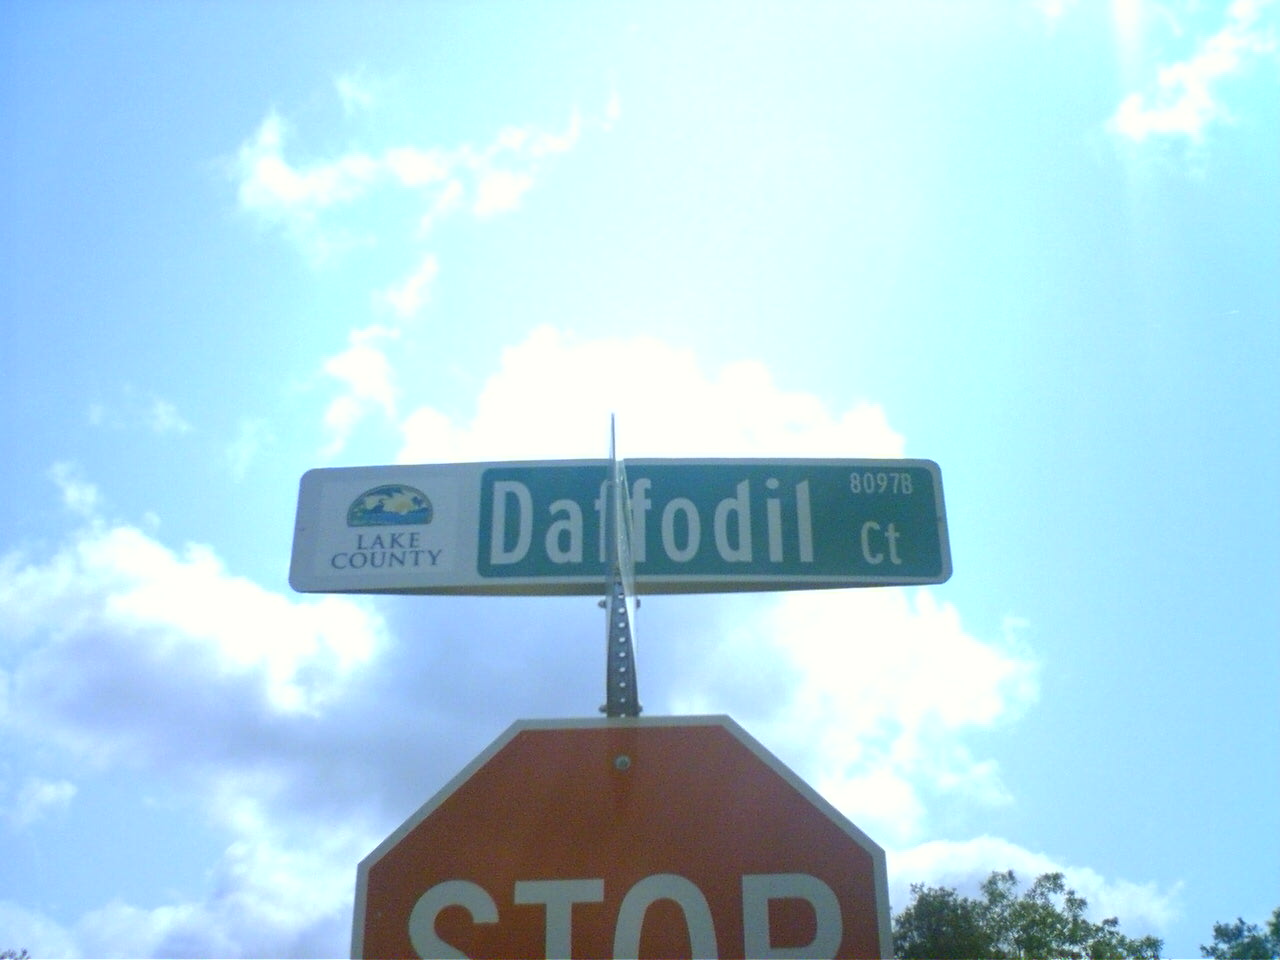 LAKE
COUNTY
Daffodil
8097B
Ct
STOP